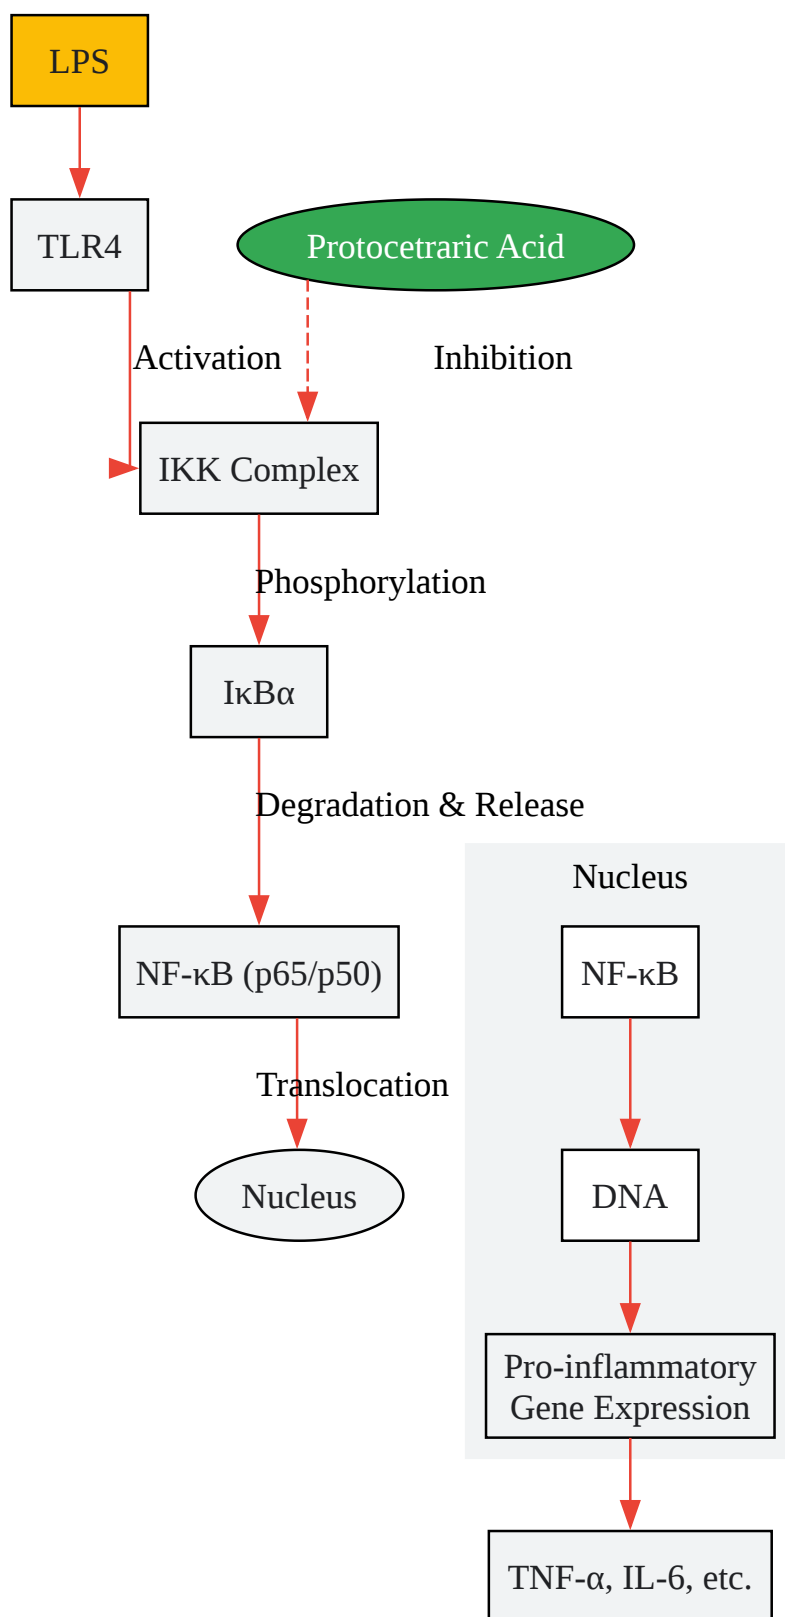 LPS
TLR4
Protocetraric Acid
Activation
Inhibition
IKK Complex
Phosphorylation
IκBα
Degradation & Release
Nucleus
NF-κB (p65/p50)
NF-κB
Translocation
Nucleus
DNA
Pro-inflammatory
Gene Expression
TNF-α, IL-6, etc.